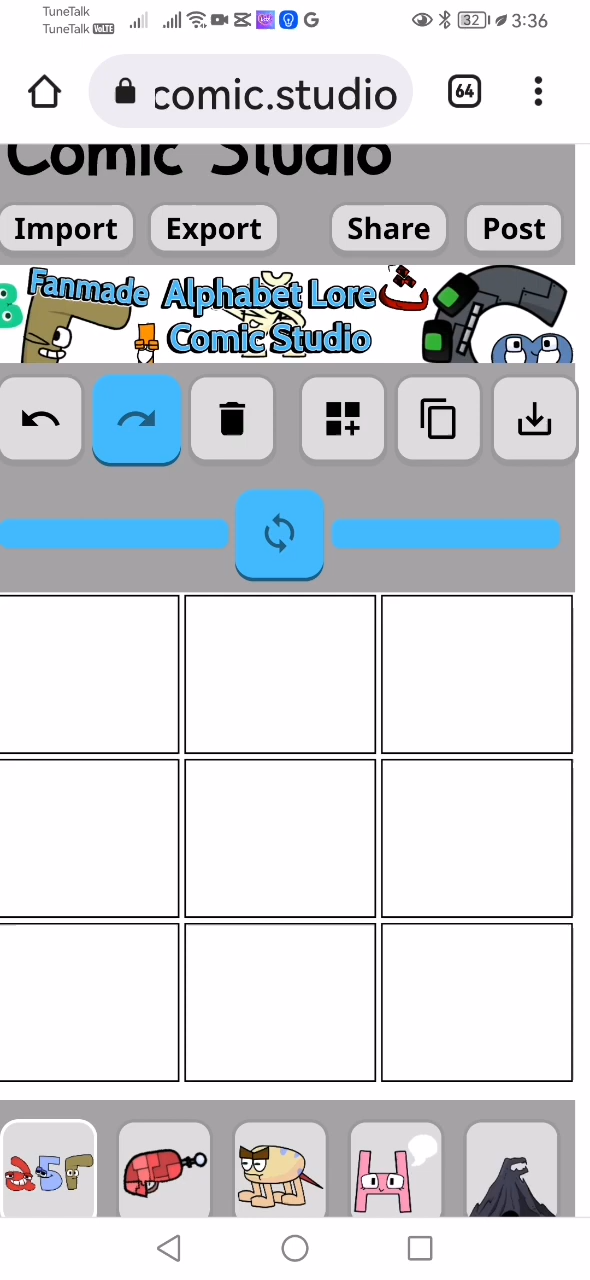 TuneTalk
TuneTalk VoLTE
32 3:36
comic.studio
64
Comic Studio
Import Export Share Post
Fanmade Alphabet Lore
Comic Studio